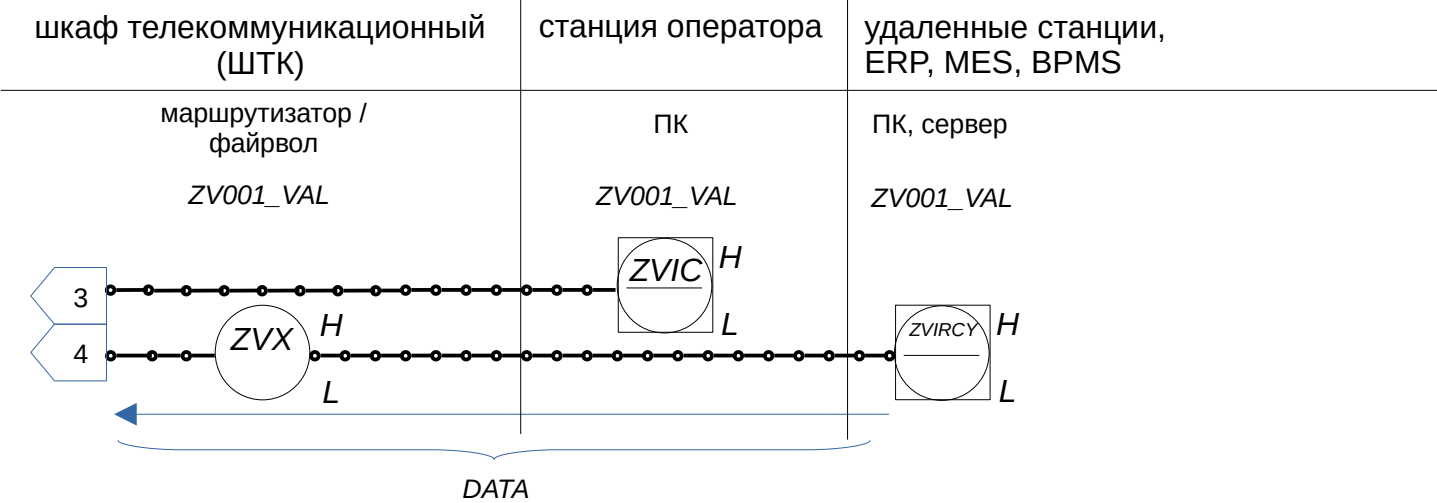 шкаф телекоммуникационный
(ШТК)
станция оператора
удаленные станции,
ERP, MES, BPMS
маршрутизатор /
файрвол
ПК
ПК, сервер
ZV001_VAL
ZV001_VAL
ZV001_VAL
3
ZVIC
H
L
4
ZVX
H
L
ZVIRCY
H
L
DATA